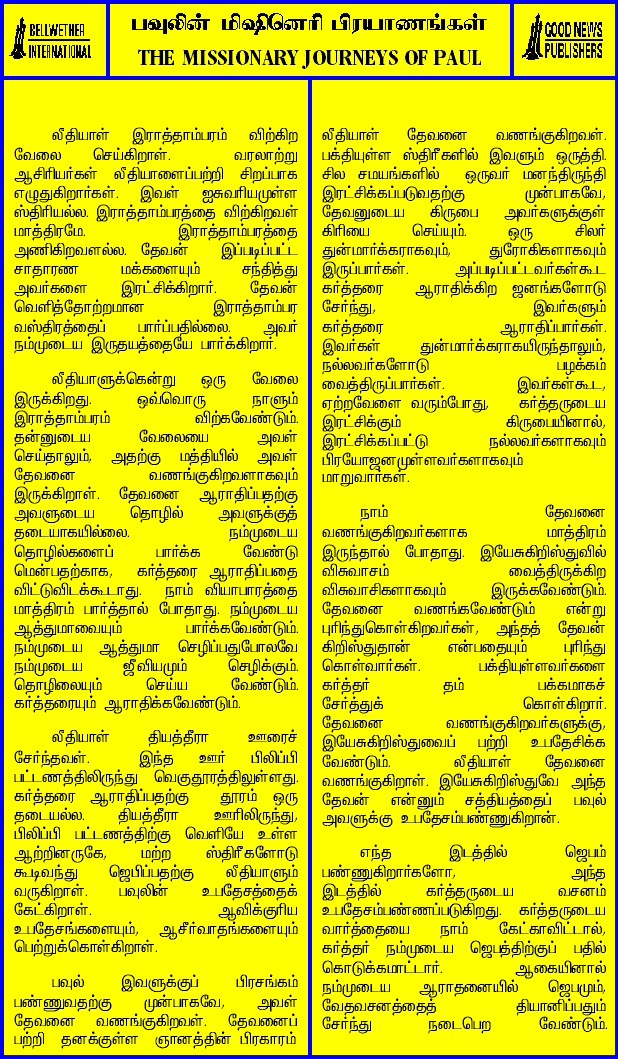 BELLWETHER
INTERNATIONAL
பவுலின் மிஷினெரி பிரயாணங்கள்
THE MISSIONARY JOURNEYS OF PAUL
GOOD NEWS
PUBLISHERS
லீதியாள் இராத்தாம்பரம் விற்கிற
வேலை செய்கிறாள். வரலாற்று
ஆசிரியர்கள் லீதியாளைப்பற்றி சிறப்பாக
எழுதுகிறார்கள். இவள் ஐசுவரியமுள்ள
ஸ்திரியல்ல. இராத்தாம்பரத்தை விற்கிறவள்
மாத்திரமே. இராத்தாம்பரத்தை
அணிகிறவளல்ல. தேவன் இப்படிப்பட்ட
சாதாரண மக்களையும் சந்தித்து
அவர்களை இரட்சிக்கிறார். தேவன்
வெளித்தோற்றமான இராத்தாம்பர
வஸ்திரத்தைப் பார்ப்பதில்லை. அவர்
நம்முடைய இருதயத்தையே பார்க்கிறார்.
லீதியாளுக்கென்று ஒரு வேலை
இருக்கிறது. ஒவ்வொரு நாளும்
இராத்தாம்பரம் விற்கவேண்டும்.
தன்னுடைய வேலையை அவள்
செய்தாலும், அதற்கு மத்தியில் அவள்
தேவனை வணங்குகிறவளாகவும்
இருக்கிறாள். தேவனை ஆராதிப்பதற்கு
அவளுடைய தொழில் அவளுக்குத்
தடையாகயில்லை. நம்முடைய
தொழில்களைப் பார்க்க வேண்டு
மென்பதற்காக, கர்த்தரை ஆராதிப்பதை
விட்டுவிடக்கூடாது. நாம் வியாபாரத்தை
மாத்திரம் பார்த்தால் போதாது. நம்முடைய
ஆத்துமாவையும் பார்க்கவேண்டும்.
நம்முடைய ஆத்துமா செழிப்பதுபோலவே
நம்முடைய ஜீவியமும் செழிக்கும்.
தொழிலையும் செய்ய வேண்டும்.
கர்த்தரையும் ஆராதிக்கவேண்டும்.
லீதியாள் தியத்தீரா ஊரைச்
சேர்ந்தவள். இந்த ஊர் பிலிப்பி
பட்டணத்திலிருந்து வெகுதூரத்திலுள்ளது.
கர்த்தரை ஆராதிப்பதற்கு தூரம் ஒரு
தடையல்ல. தியத்தீரா ஊரிலிருந்து,
பிலிப்பி பட்டணத்திற்கு வெளியே உள்ள
ஆற்றினருகே, மற்ற ஸ்திரீகளோடு
கூடிவந்து ஜெபிப்பதற்கு லீதியாளும்
வருகிறாள். பவுலின் உபதேசத்தைக்
கேட்கிறாள். ஆவிக்குரிய
உபதேசங்களையும், ஆசீர்வாதங்களையும்
பெற்றுக்கொள்கிறாள்.
பவுல் இவளுக்குப் பிரசங்கம்
பண்ணுவதற்கு முன்பாகவே, அவள்
தேவனை வணங்குகிறவள். தேவனைப்
பற்றி தனக்குள்ள ஞானத்தின் பிரகாரம்
லீதியாள் தேவனை வணங்குகிறவள்.
பக்தியுள்ள ஸ்திரீகளில் இவளும் ஒருத்தி.
சில சமயங்களில் ஒருவர் மனந்திருந்தி
இரட்சிக்கப்படுவதற்கு முன்பாகவே,
தேவனுடைய கிருபை அவர்களுக்குள்
கிரியை செய்யும். ஒரு சிலர்
துன்மார்க்கராகவும், துரோகிகளாகவும்
இருப்பார்கள். அப்படிப்பட்டவர்கள்கூட
கர்த்தரை ஆராதிக்கிற ஜனங்களோடு
சேர்ந்து, இவர்களும்
கர்த்தரை ஆராதிப்பார்கள்.
இவர்கள் துன்மார்க்கராகயிருந்தாலும்,
நல்லவர்களோடு பழக்கம்
வைத்திருப்பார்கள். இவர்கள்கூட,
ஏற்றவேளை வரும்போது, கர்த்தருடைய
இரட்சிக்கும் கிருபையினால்,
இரட்சிக்கப்பட்டு நல்லவர்களாகவும்
பிரயோஜனமுள்ளவர்களாகவும்
மாறுவார்கள்.
நாம் தேவனை
வணங்குகிறவர்களாக மாத்திரம்
இருந்தால் போதாது. இயேசுகிறிஸ்துவில்
விசுவாசம் வைத்திருக்கிற
விசுவாசிகளாகவும் இருக்கவேண்டும்.
தேவனை வணங்கவேண்டும் என்று
புரிந்துகொள்கிறவர்கள், அந்தத் தேவன்
கிறிஸ்துதான் என்பதையும் புரிந்து
கொள்வார்கள். பக்தியுள்ளவர்களை
கர்த்தர் தம் பக்கமாகச்
சேர்த்துக் கொள்கிறார்.
தேவனை வணங்குகிறவர்களுக்கு,
இயேசுகிறிஸ்துவைப் பற்றி உபதேசிக்க
வேண்டும். லீதியாள் தேவனை
வணங்குகிறாள். இயேசுகிறிஸ்துவே அந்த
தேவன் என்னும் சத்தியத்தைப் பவுல்
அவளுக்கு உபதேசம்பண்ணுகிறான்.
எந்த இடத்தில் ஜெபம்
பண்ணுகிறார்களோ, அந்த
இடத்தில் கர்த்தருடைய வசனம்
உபதேசம்பண்ணப்படுகிறது. கர்த்தருடைய
வார்த்தையை நாம் கேட்காவிட்டால்,
கர்த்தர் நம்முடைய ஜெபத்திற்குப் பதில்
கொடுக்கமாட்டார். ஆகையினால்
நம்முடைய ஆராதனையில் ஜெபமும்,
வேதவசனத்தைத் தியானிப்பதும்
சேர்ந்து நடைபெற வேண்டும்.